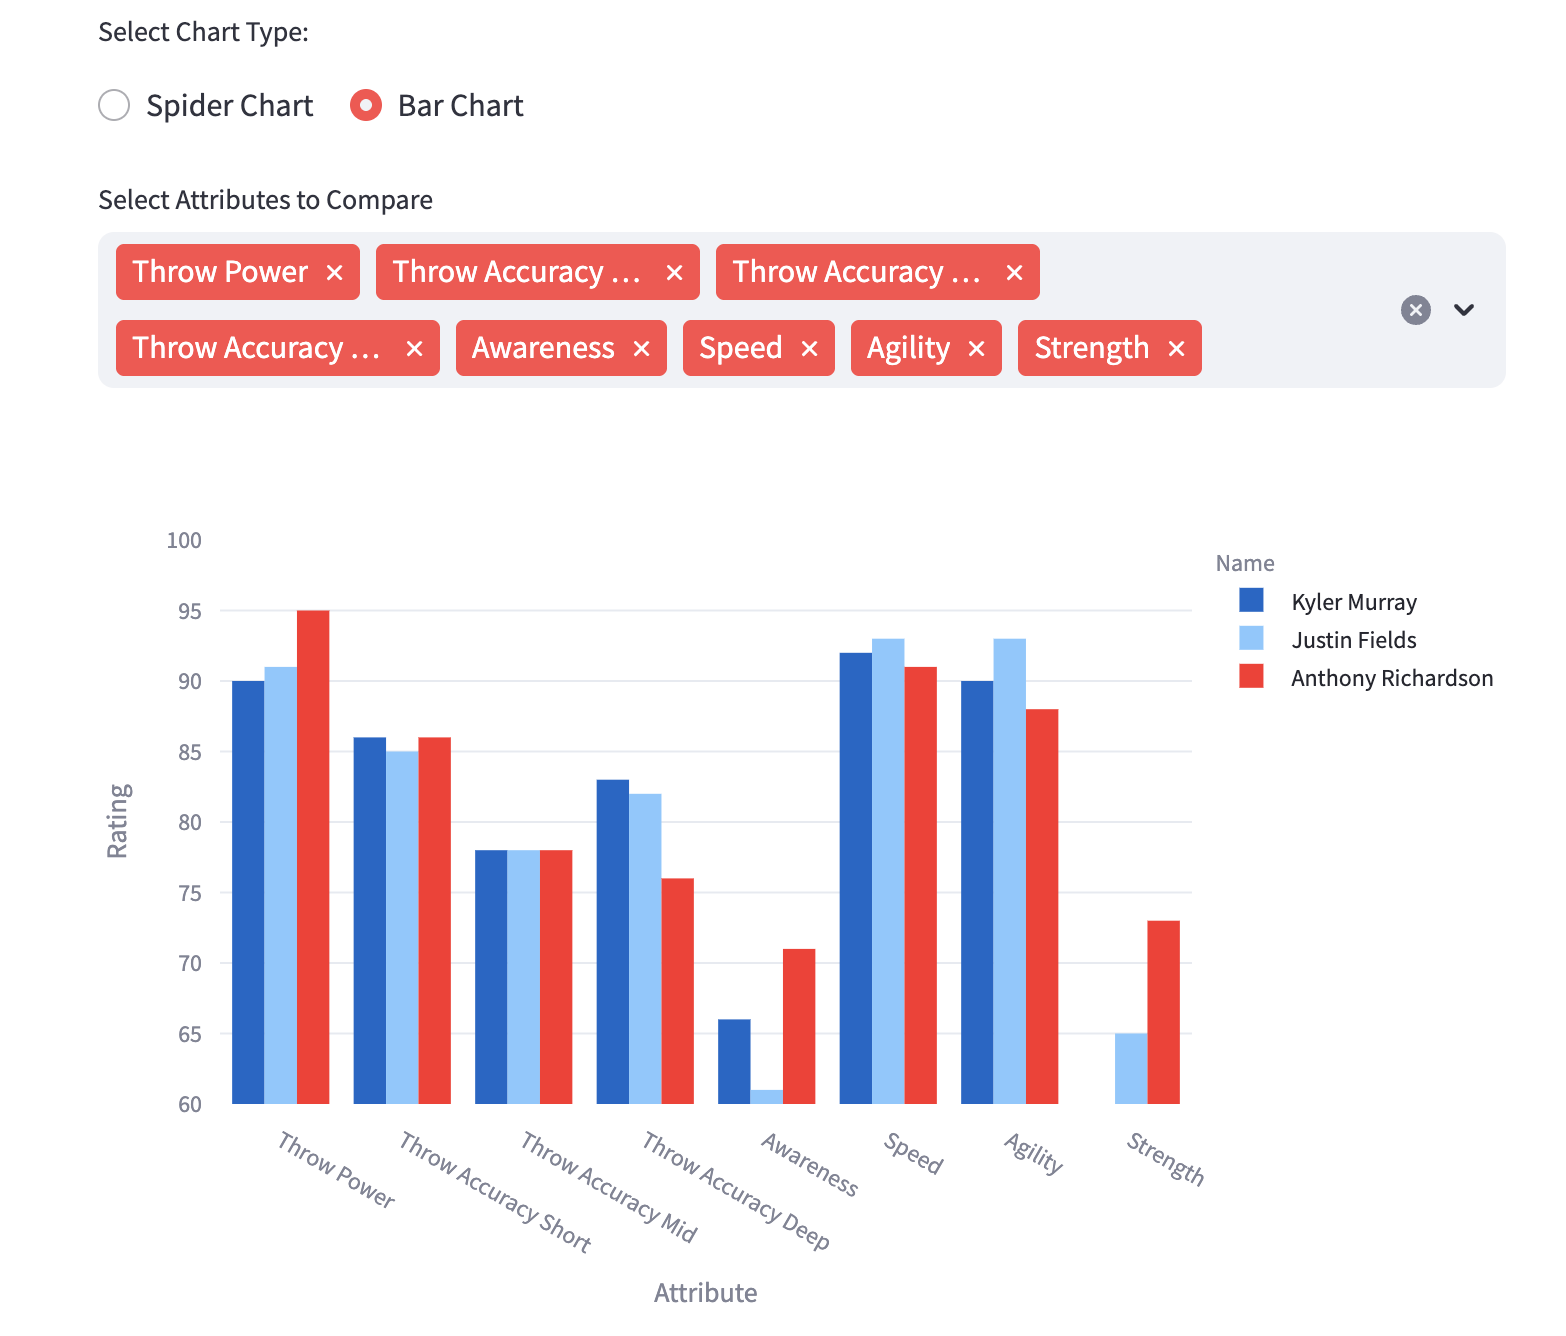 Select Chart Type:
Spider Chart
Bar Chart
Select Attributes to Compare
Throw Power ×
Throw Accuracy ... ×
Throw Accuracy ... ×
Throw Accuracy ... ×
Awareness ×
Speed ×
Agility ×
Strength ×
100
95
90
85
80
75
70
65
60
Rating
Name
Kyler Murray
Justin Fields
Anthony Richardson
Throw Power
Throw Accuracy Short
Throw Accuracy Mid
Throw Accuracy Deep
Awareness
Speed
Agility
Strength
Attribute